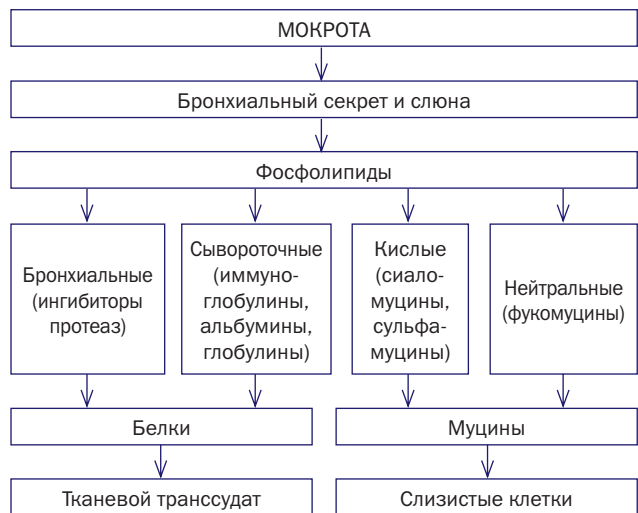 МОКРОТА
Бронхиальный секрет и слюна
Фосфолипиды
Бронхиальные
(ингибиторы
протеаз)
Сывороточные
(иммуно-
глобулины,
альбумины,
глобулины)
Кислые
(сиало-
муцины,
сульфа-
муцины)
Нейтральные
(фукомуцины)
Белки
Муцины
Тканевой транссудат
Слизистые клетки